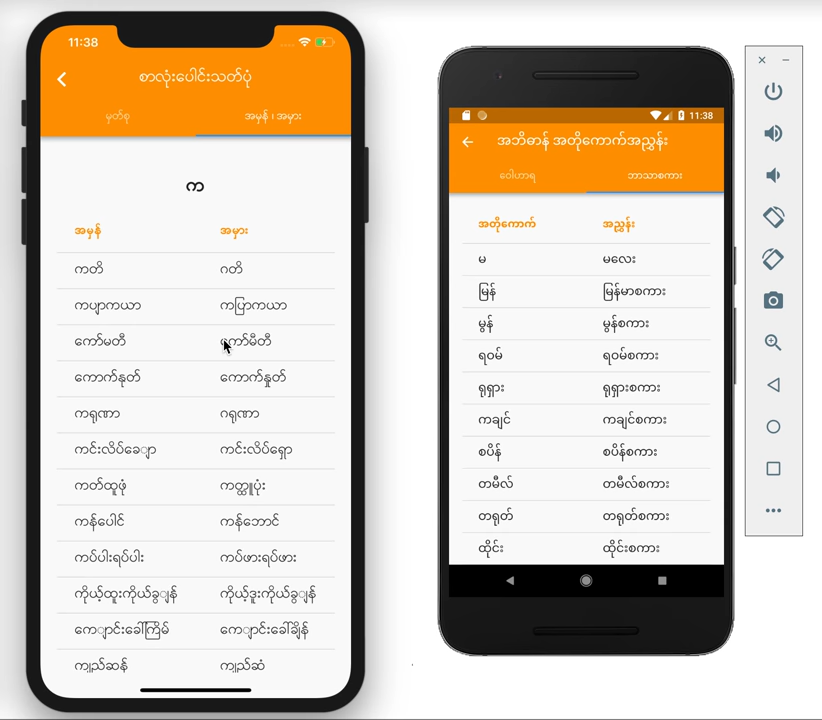 11:38
စာလုံးပေါင်းသတ်ပုံ
မှတ်စု အမှန် ၊ အမှား
က
အမှန် အမှား
ကတိ ဂတိ
ကဗျာကယာ ကပြာကယာ
ကော်မတီ ကော်မီတီ
ကောက်နုတ် ကောက်နှုတ်
ကရုဏာ ဂရုဏာ
ကင်းလိပ်ချော ကင်းလိပ်ရှော
ကတ်ထူဖုံ ကတ္ထူပုံး
ကန်ပေါင် ကန်ဘောင်
ကပ်ပါးရပ်ပါး ကပ်ဖားရပ်ဖား
ကိုယ့်ထူးကိုယ်ချွန် ကိုယ့်ဒူးကိုယ်ချွန်
ကျောင်းခေါ်ကြိမ် ကျောင်းခေါ်ချိန်
ကျည်ဆန် ကျည်ဆံ
11:38
အဘိဓာန် အတိုကောက်အညွှန်း
ဝေါဟာရ ဘာသာစကား
အတိုကောက် အညွှန်း
မ မလေး
မြန် မြန်မာစကား
မွန် မွန်စကား
ရဝမ် ရဝမ်စကား
ရုရှား ရုရှားစကား
ကချင် ကချင်စကား
စပိန် စပိန်စကား
တမီလ် တမီလ်စကား
တရုတ် တရုတ်စကား
ထိုင်း ထိုင်းစကား